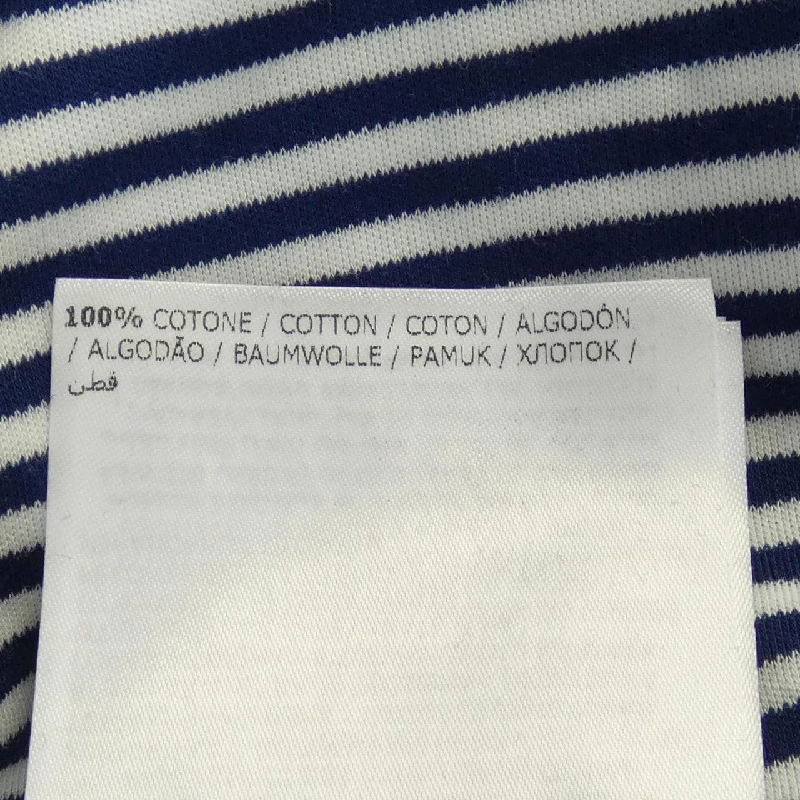 100% COTONE / COTTON / COTON / ALGODÓN
/ ALGODÃO / BAUMWOLLE / PAMUK / ХЛОПОК /
قطن